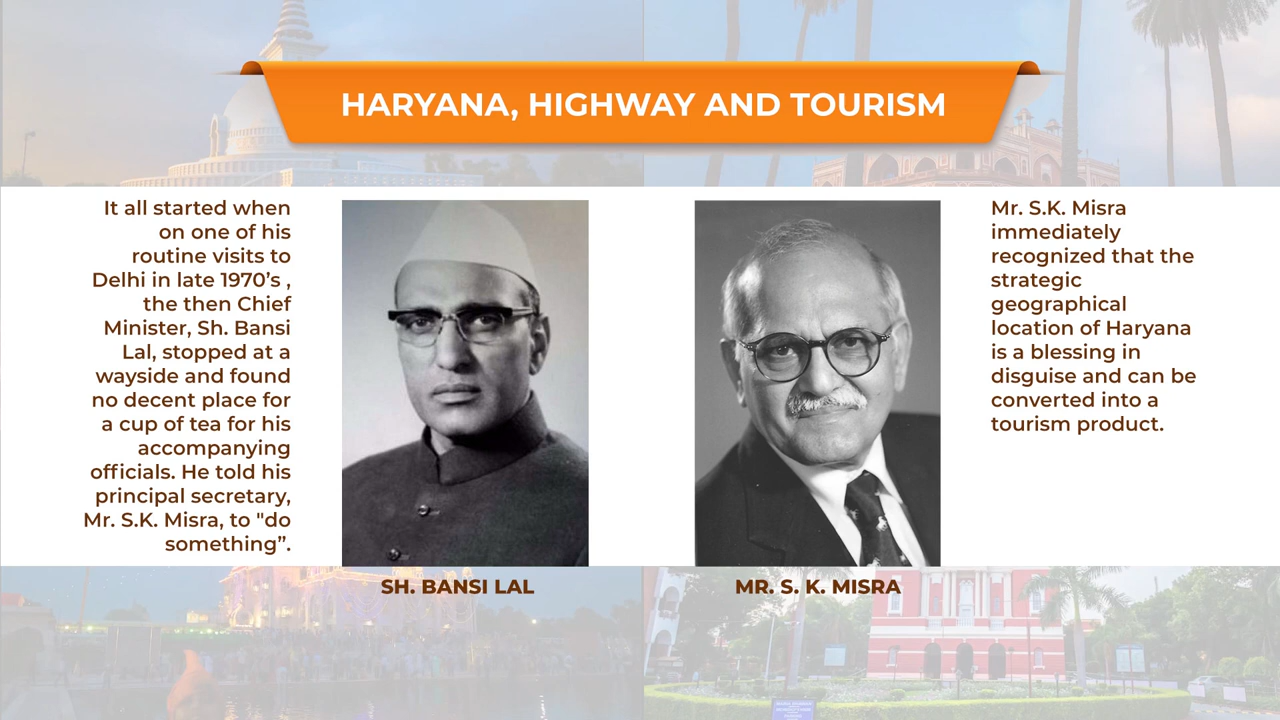 HARYANA, HIGHWAY AND TOURISM
It all started when
on one of his
routine visits to
Delhi in late 1970’s ,
the then Chief
Minister, Sh. Bansi
Lal, stopped at a
wayside and found
no decent place for
a cup of tea for his
accompanying
officials. He told his
principal secretary,
Mr. S.K. Misra, to "do
something”.
SH. BANSI LAL
Mr. S.K. Misra
immediately
recognized that the
strategic
geographical
location of Haryana
is a blessing in
disguise and can be
converted into a
tourism product.
MR. S. K. MISRA